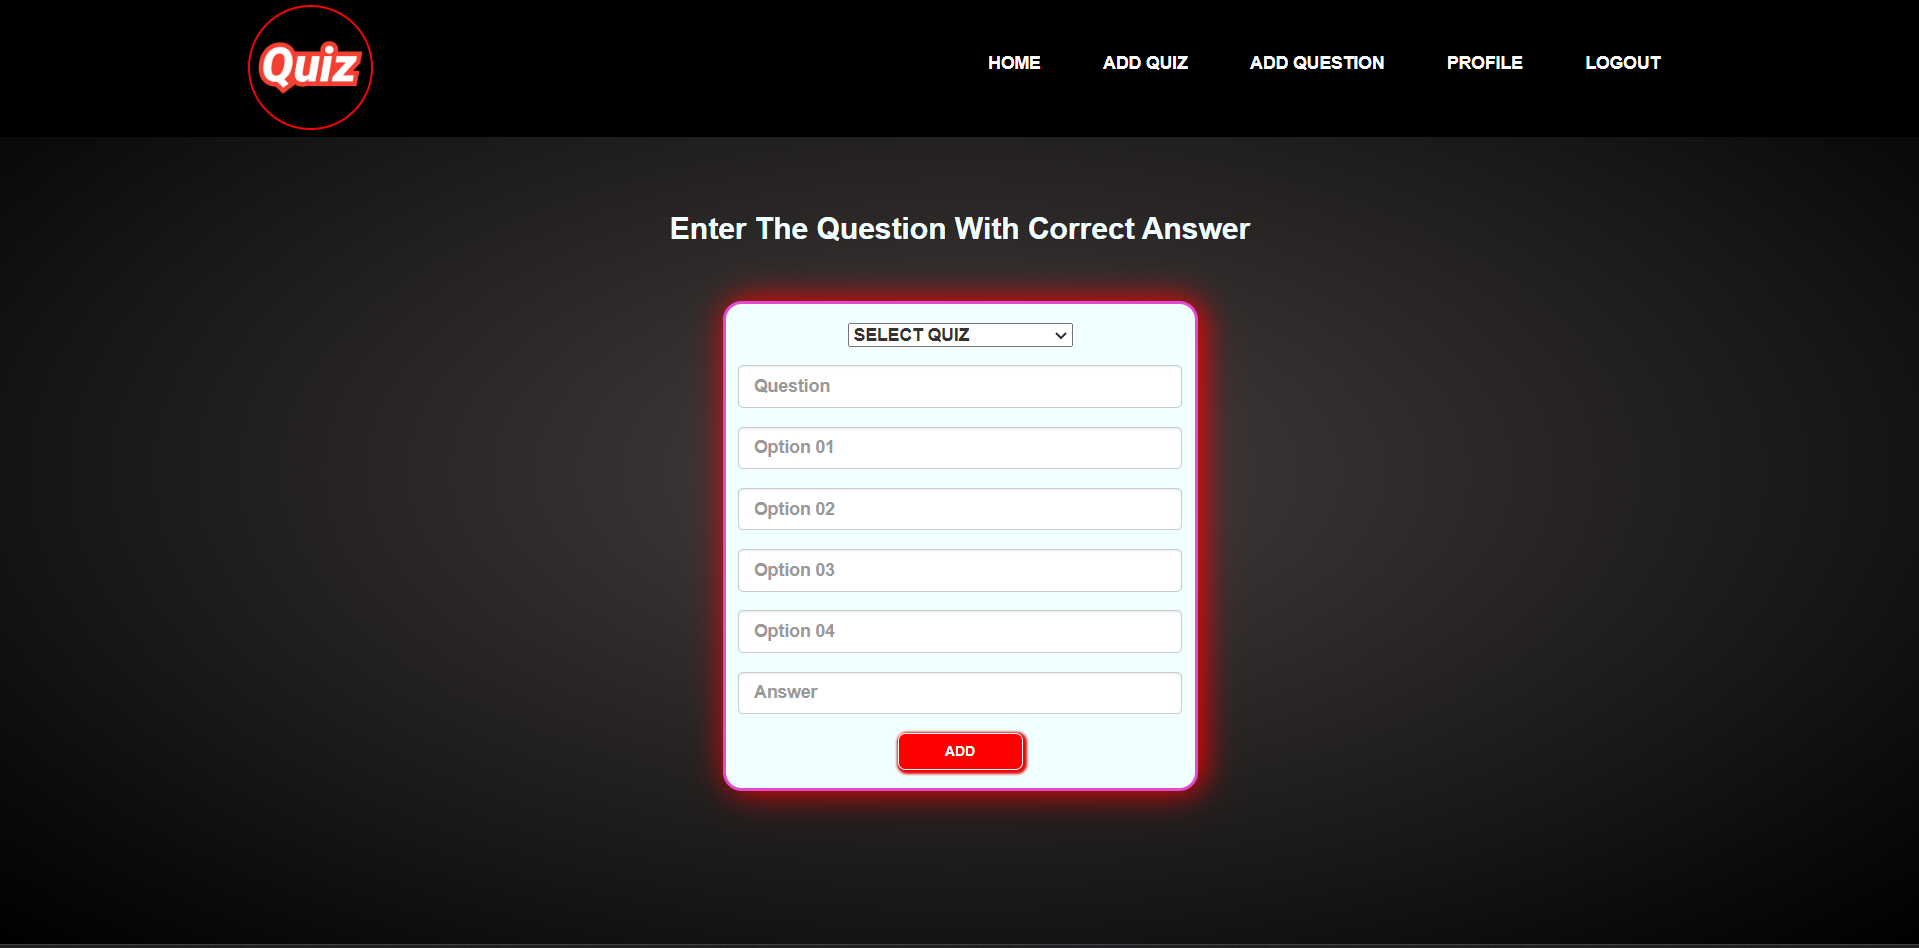 Quiz
HOME ADD QUIZ ADD QUESTION PROFILE LOGOUT
Enter The Question With Correct Answer
SELECT QUIZ
Question
Option 01
Option 02
Option 03
Option 04
Answer
ADD